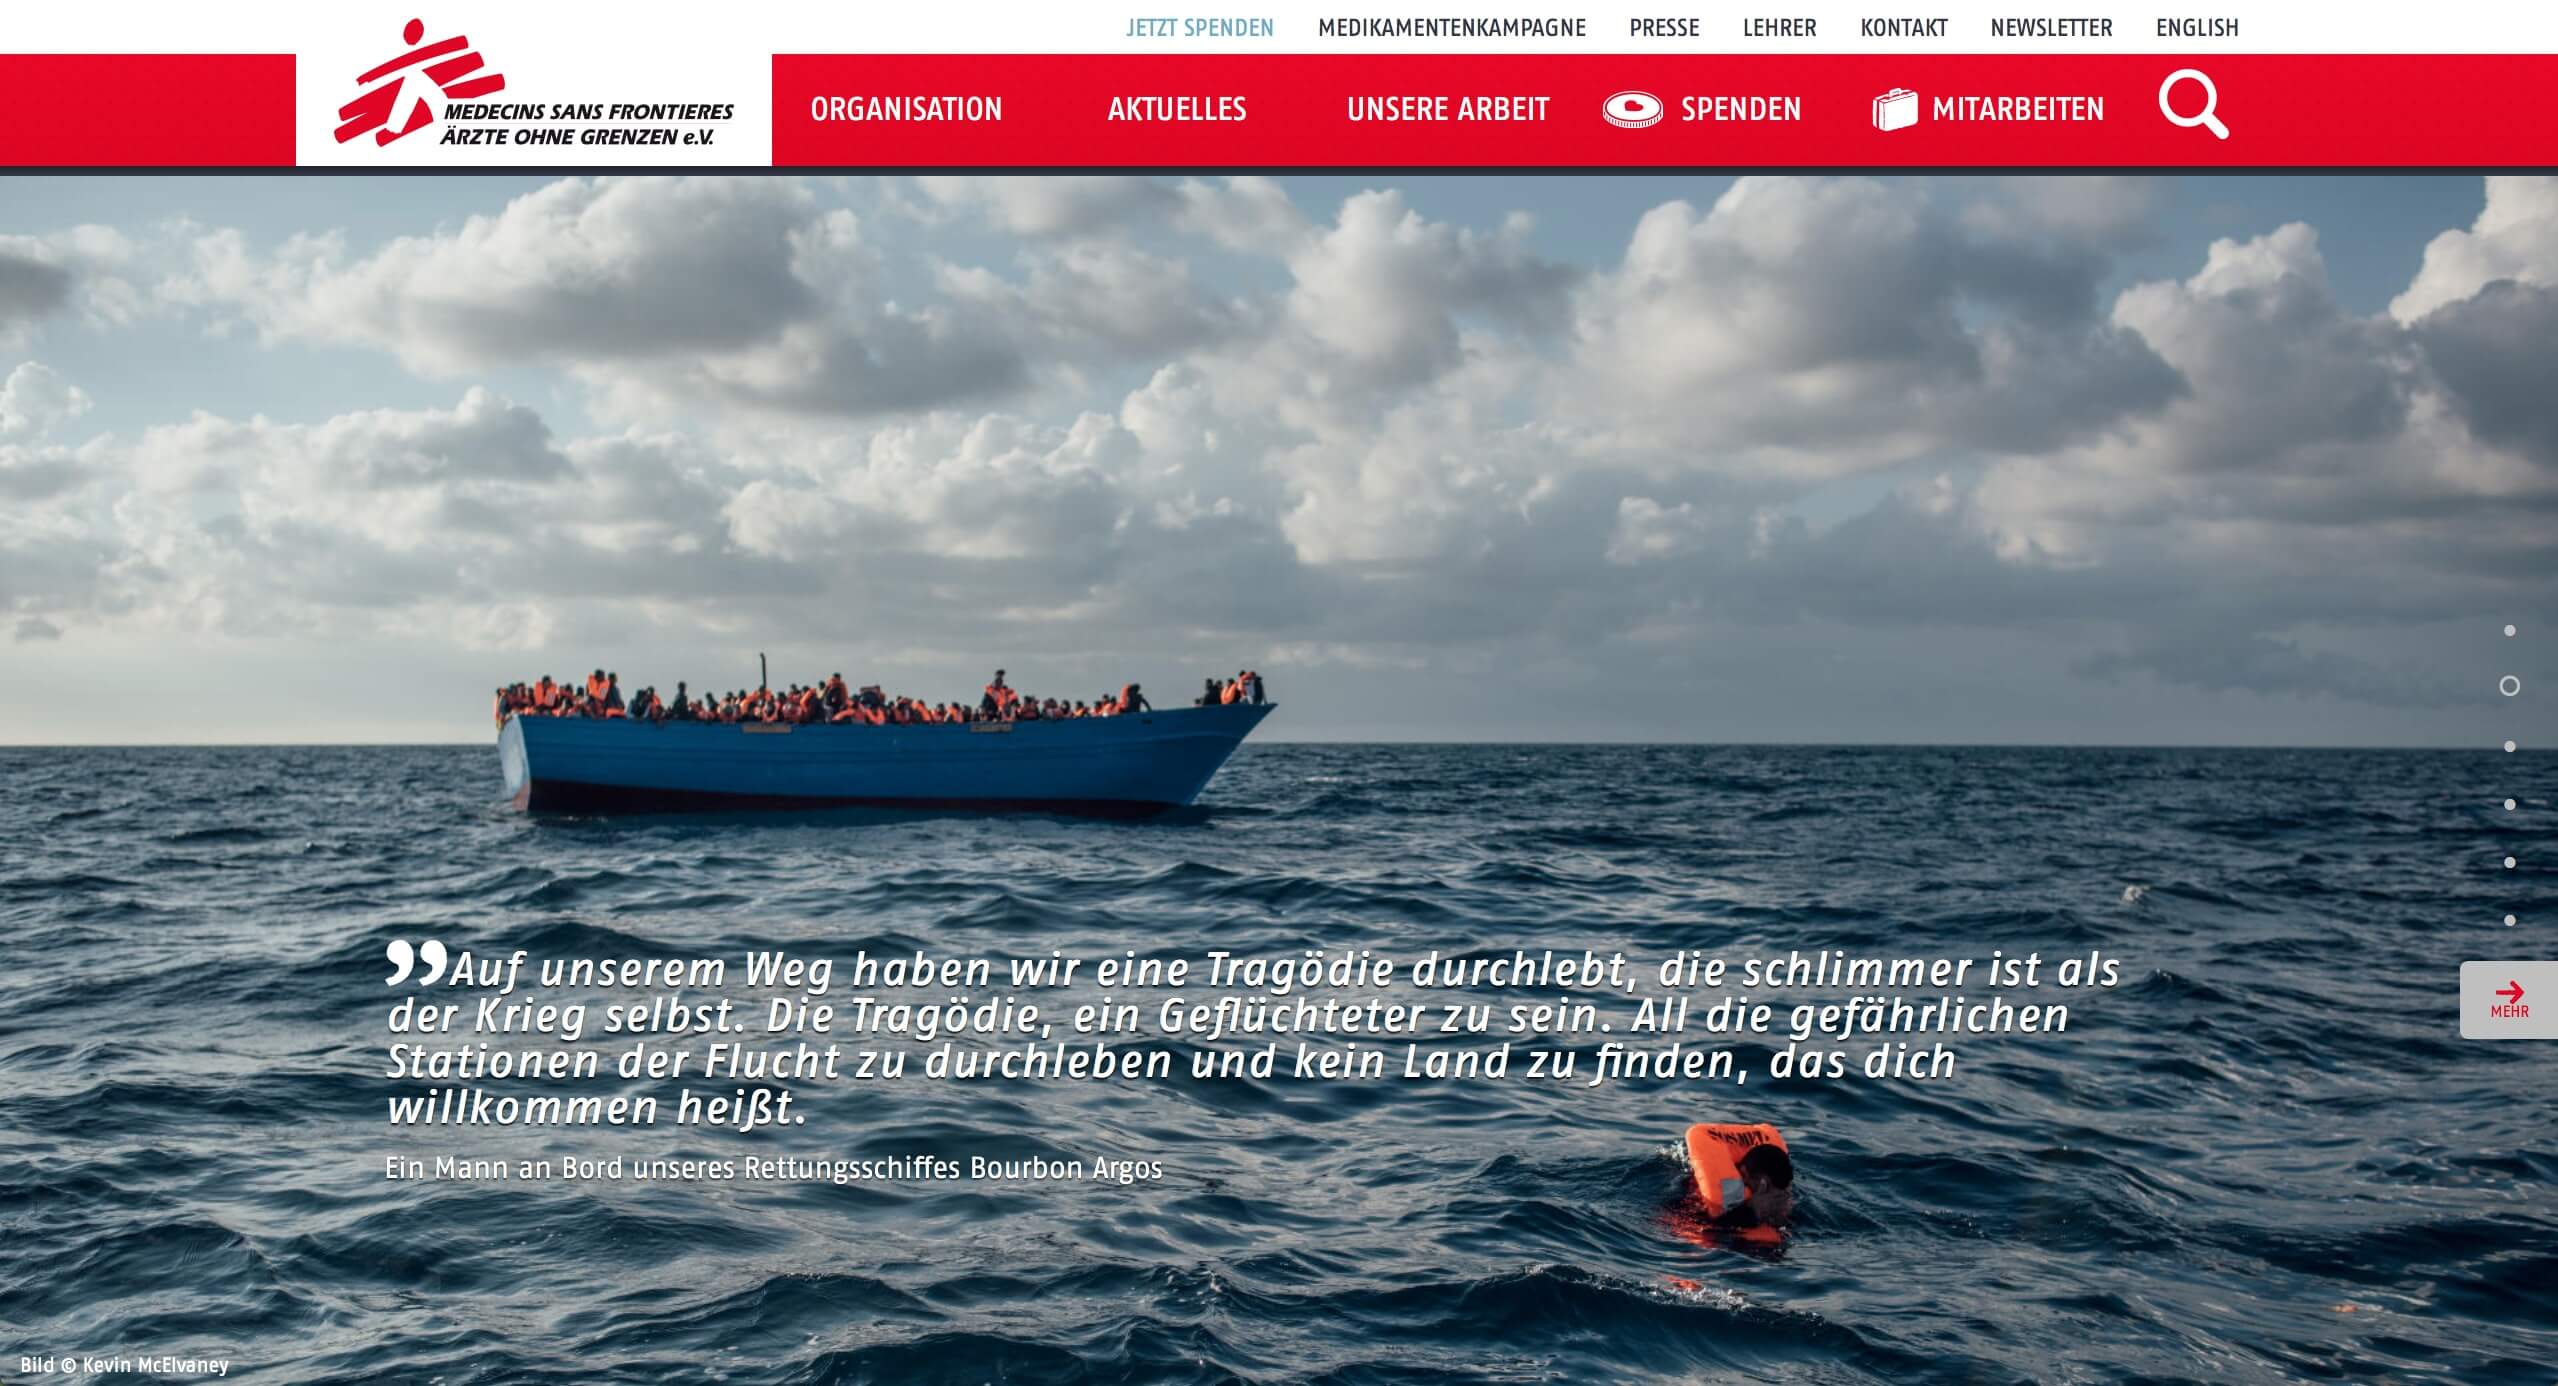 JETZT SPENDEN MEDIKAMENTENKAMPAGNE PRESSE LEHRER KONTAKT NEWSLETTER ENGLISH
MEDECINS SANS FRONTIERES
ÄRZTE OHNE GRENZEN e.V.
ORGANISATION AKTUELLES UNSERE ARBEIT SPENDEN MITARBEITEN
”Auf unserem Weg haben wir eine Tragödie durchlebt, die schlimmer ist als
der Krieg selbst. Die Tragödie, ein Geflüchteter zu sein. All die gefährlichen
Stationen der Flucht zu durchleben und kein Land zu finden, das dich
willkommen heißt.
Ein Mann an Bord unseres Rettungsschiffes Bourbon Argos
MEHR
Bild © Kevin McElvaney